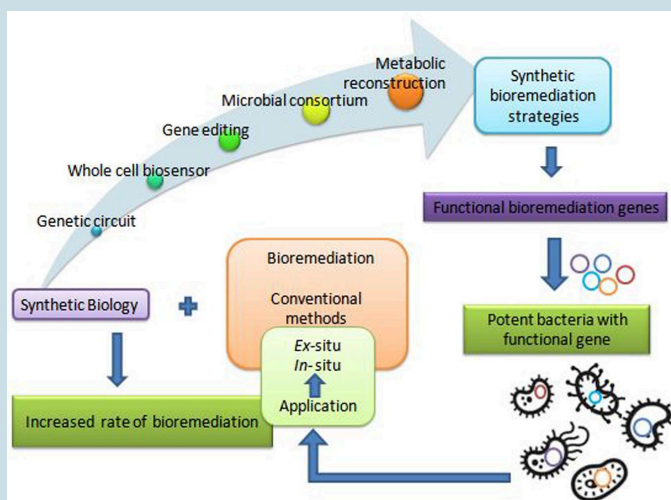 Metabolic
reconstruction
Microbial consortium
Gene editing
Whole cell biosensor
Genetic circuit
Synthetic Biology
Increased rate of bioremediation
Bioremediation
Conventional
methods
Ex-situ
In- situ
Application
Synthetic
bioremediation
strategies
Functional bioremediation genes
Potent bacteria with
functional gene